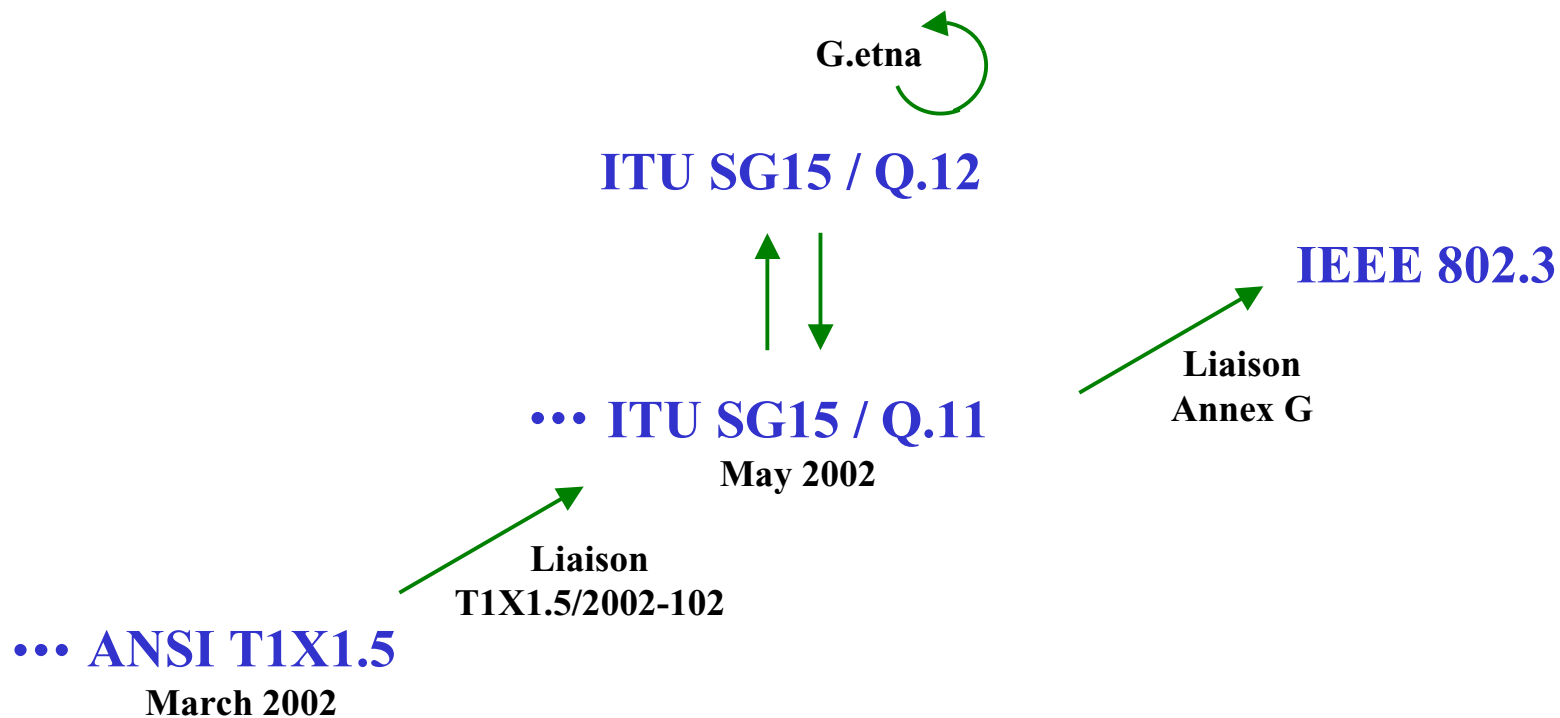 G.etna
ITU SG15 / Q.12
IEEE 802.3
Liaison
Annex G
••• ITU SG15 / Q.11
May 2002
Liaison
T1X1.5/2002-102
••• ANSI T1X1.5
March 2002